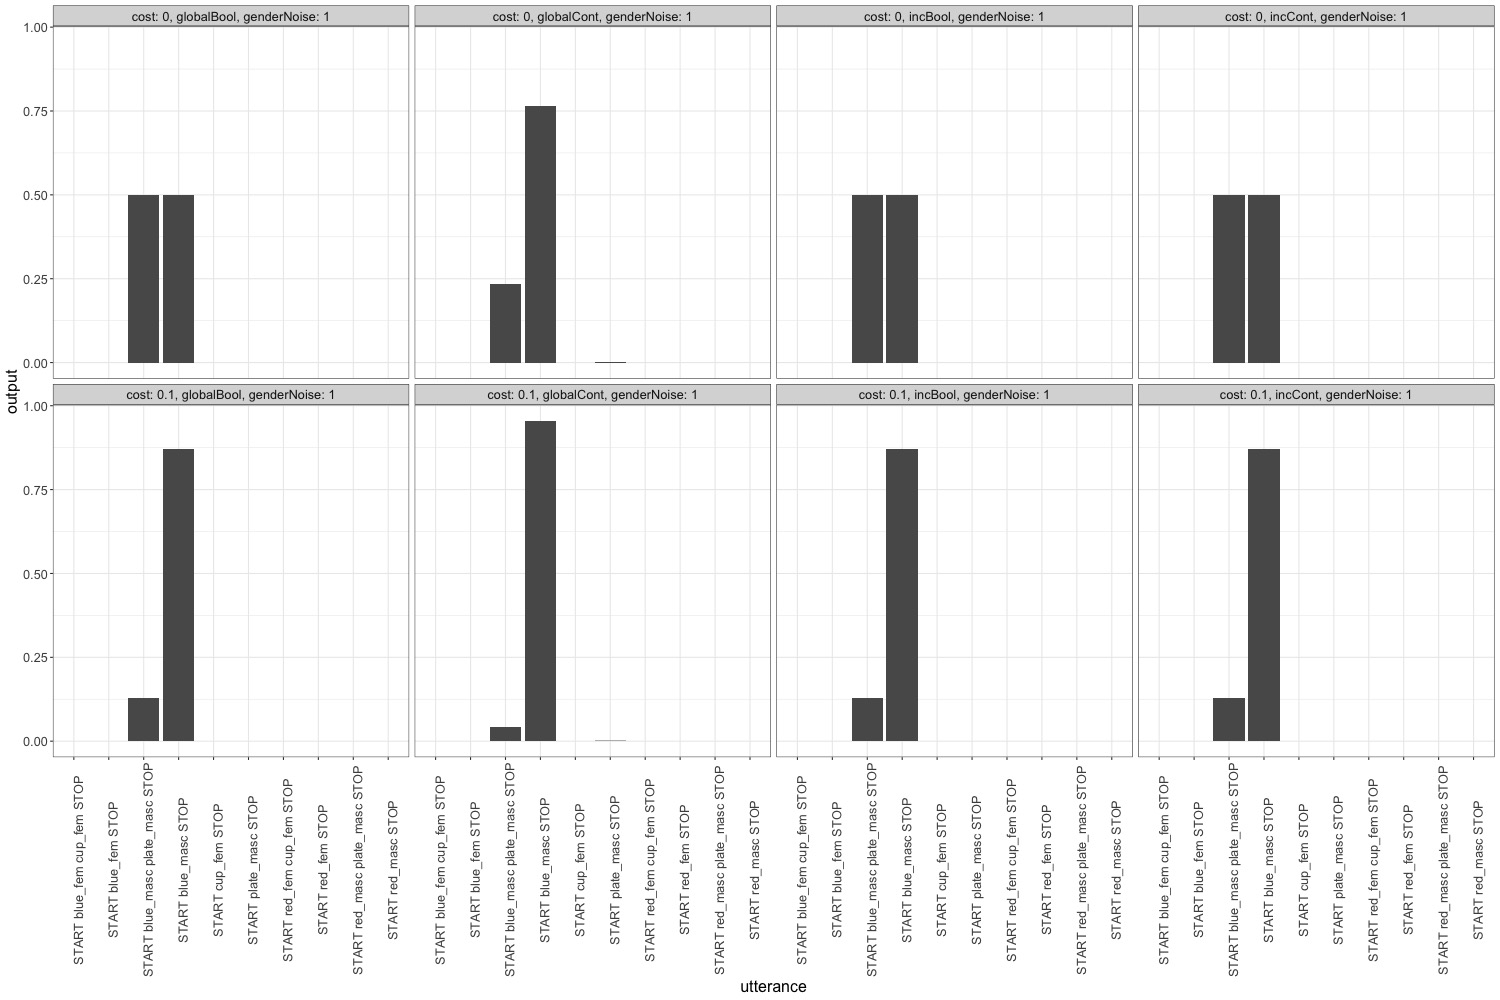 cost: 0, globalBool, genderNoise: 1
cost: 0, globalCont, genderNoise: 1
cost: 0, incBool, genderNoise: 1
cost: 0, incCont, genderNoise: 1
1.00
0.75
0.50
0.25
0.00
output
cost: 0.1, globalBool, genderNoise: 1
cost: 0.1, globalCont, genderNoise: 1
cost: 0.1, incBool, genderNoise: 1
cost: 0.1, incCont, genderNoise: 1
1.00
0.75
0.50
0.25
0.00
START blue_fem cup_fem STOP
START blue_fem STOP
START blue_masc plate_masc STOP
START blue_masc STOP
START cup_fem STOP
START plate_masc STOP
START red_fem cup_fem STOP
START red_fem STOP
START red_masc plate_masc STOP
START red_masc STOP
START blue_fem cup_fem STOP
START blue_fem STOP
START blue_masc plate_masc STOP
START blue_masc STOP
START cup_fem STOP
START plate_masc STOP
START red_fem cup_fem STOP
START red_fem STOP
START red_masc plate_masc STOP
START red_masc STOP
START blue_fem cup_fem STOP
START blue_fem STOP
START blue_masc plate_masc STOP
START blue_masc STOP
START cup_fem STOP
START plate_masc STOP
START red_fem cup_fem STOP
START red_fem STOP
START red_masc plate_masc STOP
START red_masc STOP
START blue_fem cup_fem STOP
START blue_fem STOP
START blue_masc plate_masc STOP
START blue_masc STOP
START cup_fem STOP
START plate_masc STOP
START red_fem cup_fem STOP
START red_fem STOP
START red_masc plate_masc STOP
START red_masc STOP
utterance